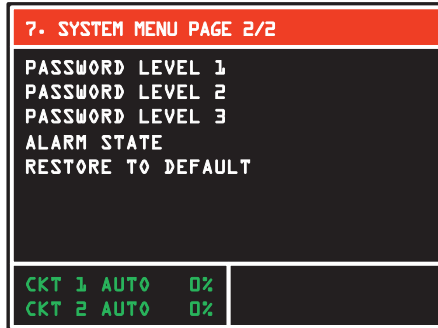 7. SYSTEM MENU PAGE 2/2
PASSWORD LEVEL 1
PASSWORD LEVEL 2
PASSWORD LEVEL 3
ALARM STATE
RESTORE TO DEFAULT
CKT 1 AUTO 0%
CKT 2 AUTO 0%